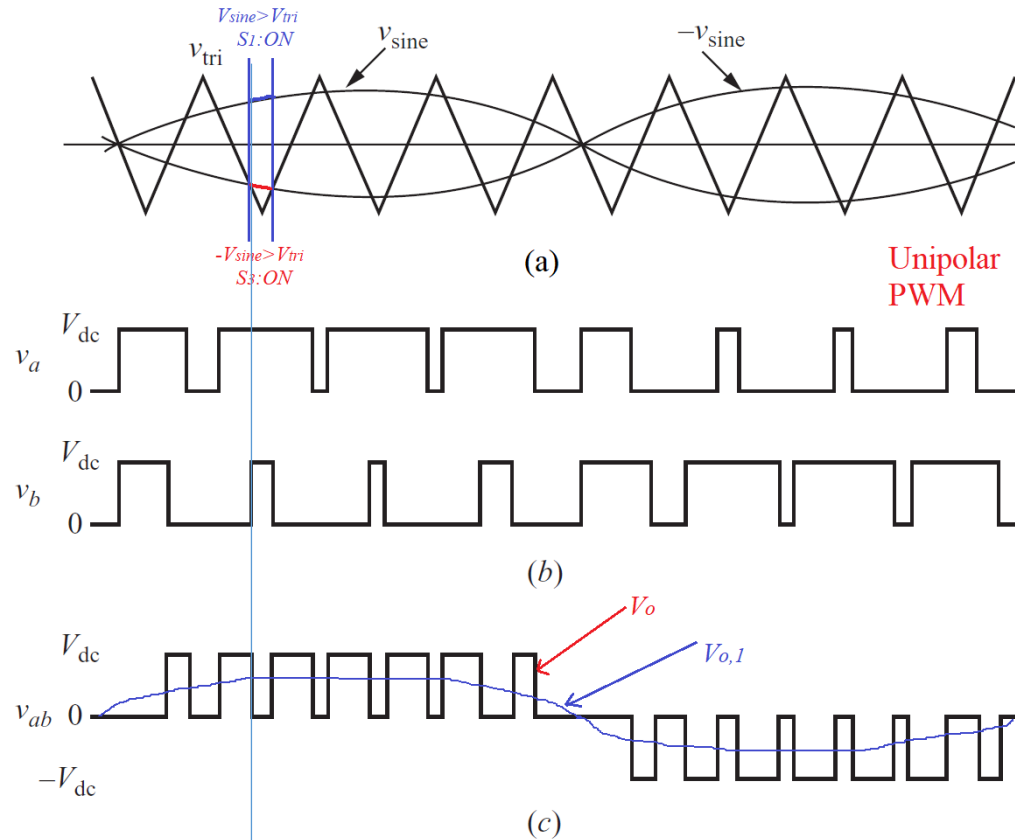 Vsine>Vtri
S1:ON
vtri
vsine
−vsine
-Vsine>Vtri
S3:ON
(a)
Unipolar
PWM
Vdc
va
0
Vdc
vb
0
(b)
Vo
Vdc
Vo,1
vab 0
−Vdc
(c)